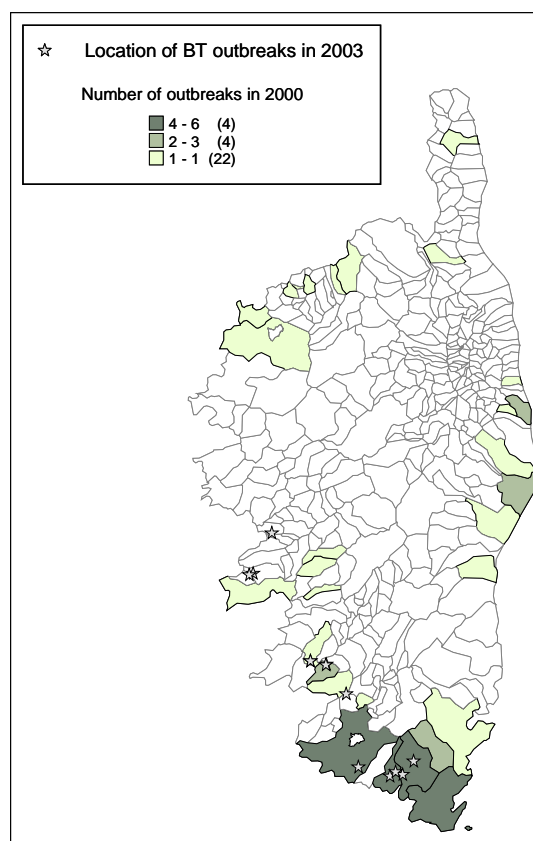 Location of BT outbreaks in 2003
Number of outbreaks in 2000
4 - 6 (4)
2 - 3 (4)
1 - 1 (22)